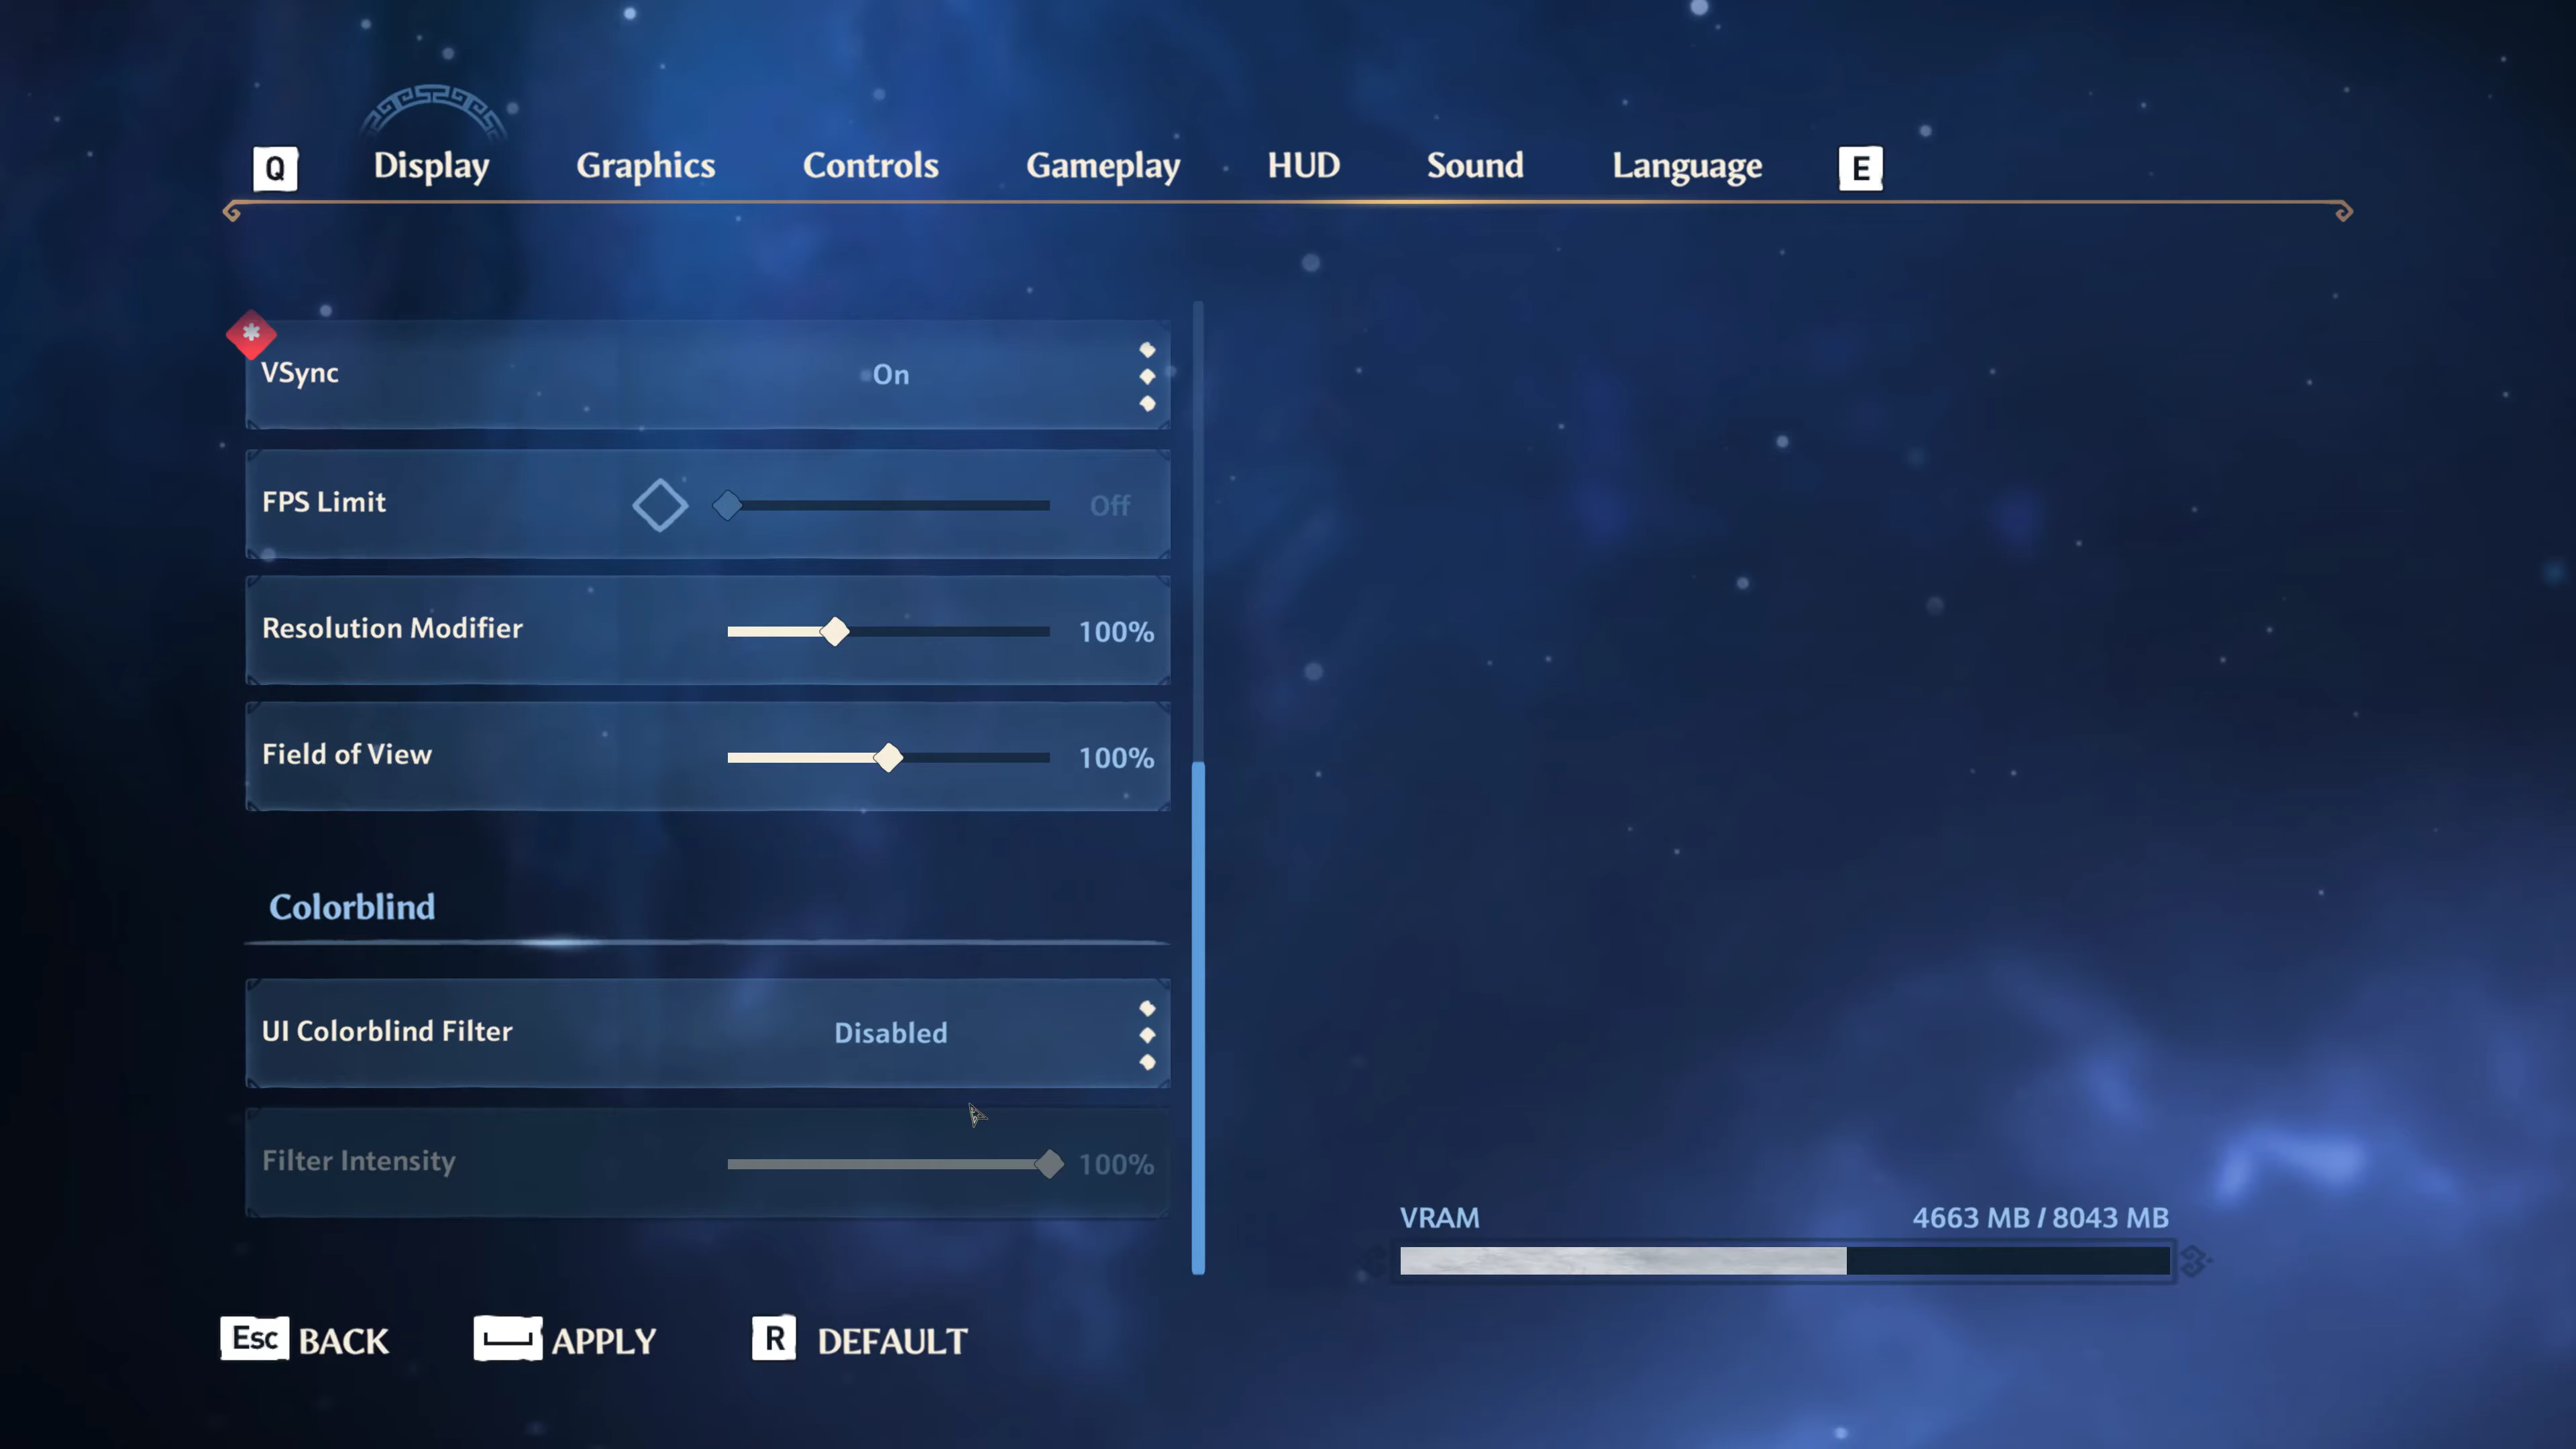 Q Display Graphics Controls Gameplay HUD Sound Language E
VSync On
FPS Limit Off
Resolution Modifier 100%
Field of View 100%
Colorblind
UI Colorblind Filter Disabled
Filter Intensity 100%
VRAM 4663 MB / 8043 MB
Esc BACK APPLY R DEFAULT